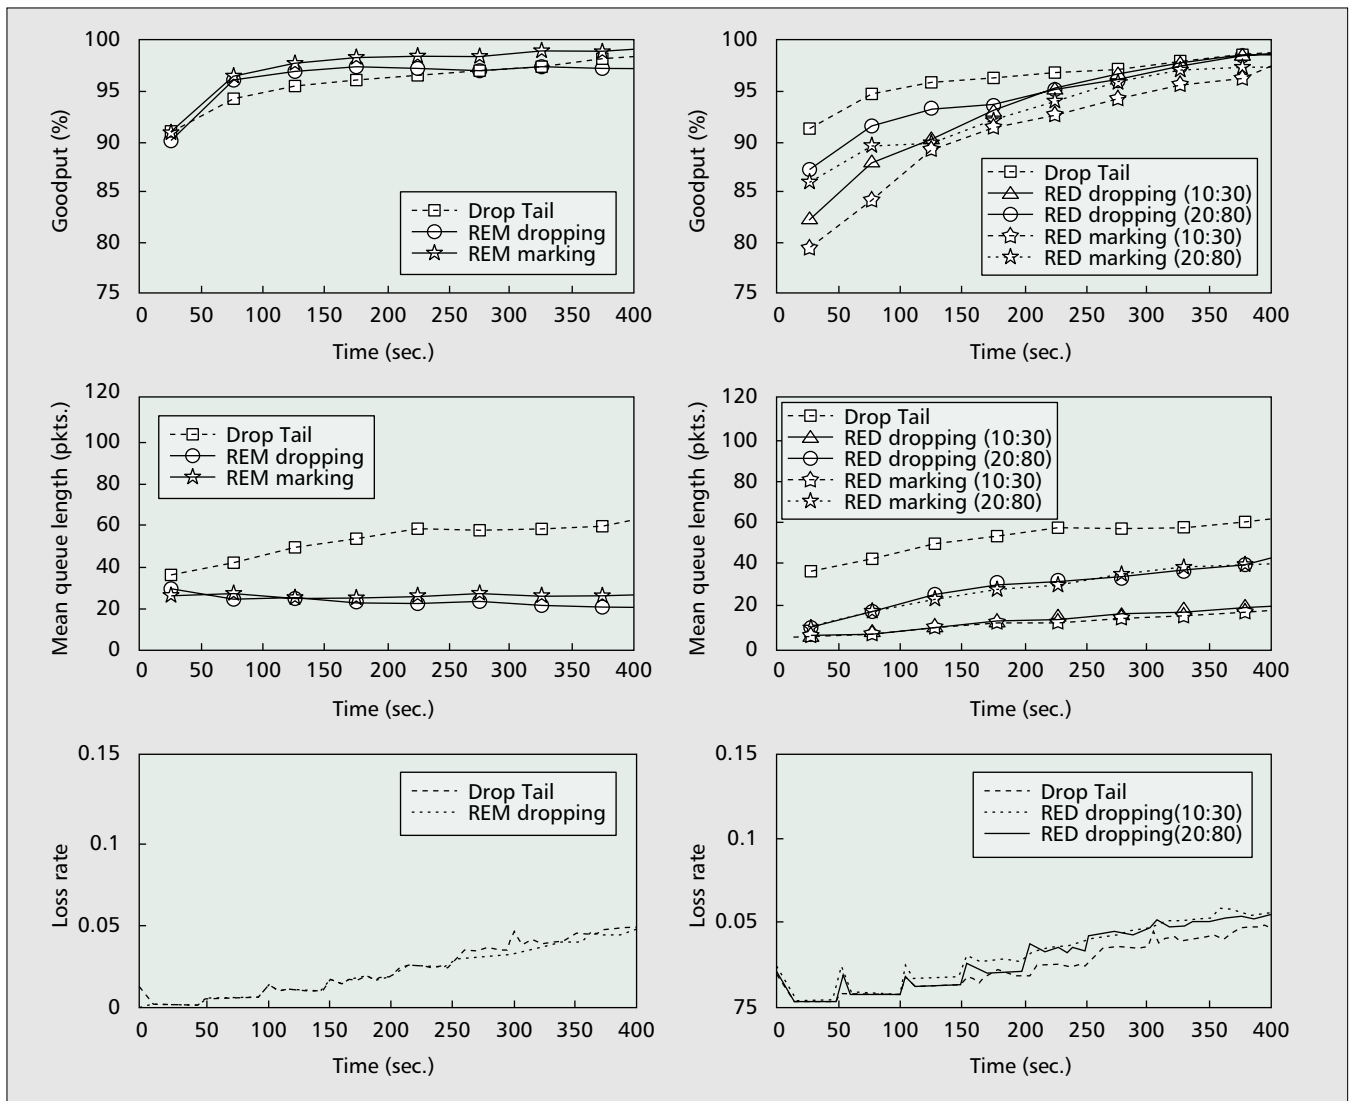 100
95
90
85
80
75
Goodput (%)
Drop Tail
REM dropping
REM marking
0 50 100 150 200 250 300 350 400
Time (sec.)
100
95
90
85
80
75
Goodput (%)
Drop Tail
RED dropping (10:30)
RED dropping (20:80)
RED marking (10:30)
RED marking (20:80)
0 50 100 150 200 250 300 350 400
Time (sec.)
120
100
80
60
40
20
0
Mean queue length (pkts.)
Drop Tail
REM dropping
REM marking
0 50 100 150 200 250 300 350 400
Time (sec.)
120
100
80
60
40
20
0
Mean queue length (pkts.)
Drop Tail
RED dropping (10:30)
RED dropping (20:80)
RED marking (10:30)
RED marking (20:80)
0 50 100 150 200 250 300 350 400
Time (sec.)
0.15
0.1
0.05
0
Loss rate
Drop Tail
REM dropping
0 50 100 150 200 250 300 350 400
Time (sec.)
0.15
0.1
0.05
75
Loss rate
Drop Tail
RED dropping(10:30)
RED dropping(20:80)
0 50 100 150 200 250 300 350 400
Time (sec.)